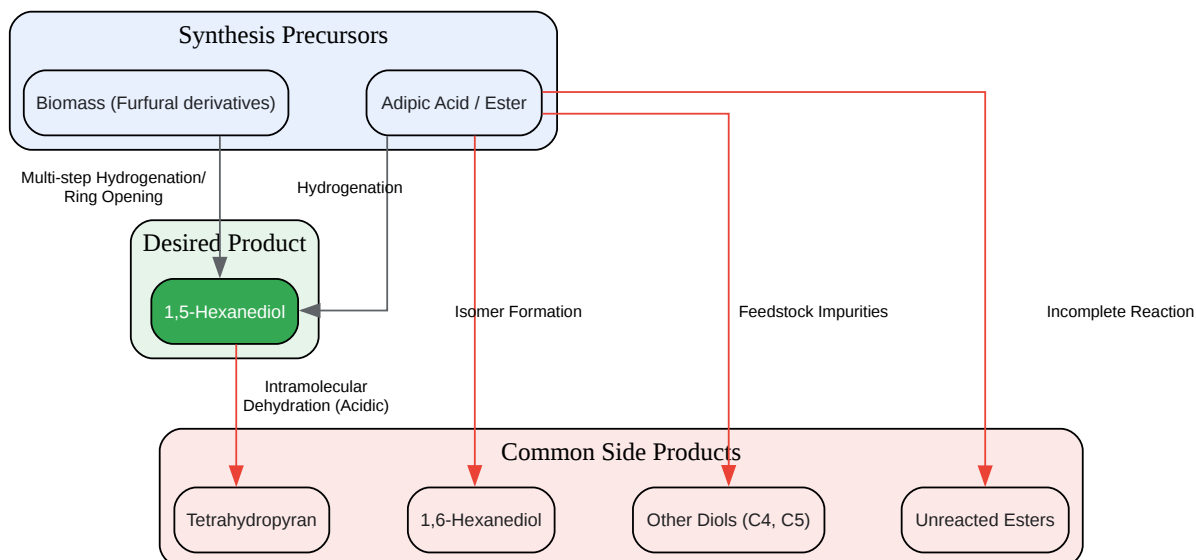 Synthesis Precursors
Biomass (Furfural derivatives)
Adipic Acid / Ester
Multi-step Hydrogenation/
Ring Opening
Hydrogenation
Desired Product
1,5-Hexanediol
Isomer Formation
Feedstock Impurities
Incomplete Reaction
Intramolecular
Dehydration (Acidic)
Common Side Products
Tetrahydropyran
1,6-Hexanediol
Other Diols (C4, C5)
Unreacted Esters